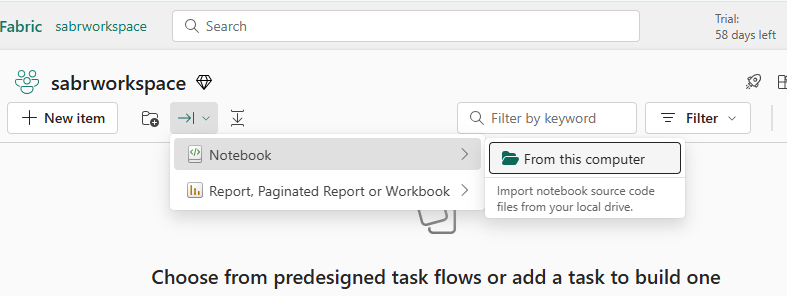 Fabric sabrworkspace
Search
Trial:
58 days left
sabrworkspace
New item
Filter by keyword
Filter
Notebook
From this computer
Import notebook source code
files from your local drive.
Report, Paginated Report or Workbook
Choose from predesigned task flows or add a task to build one